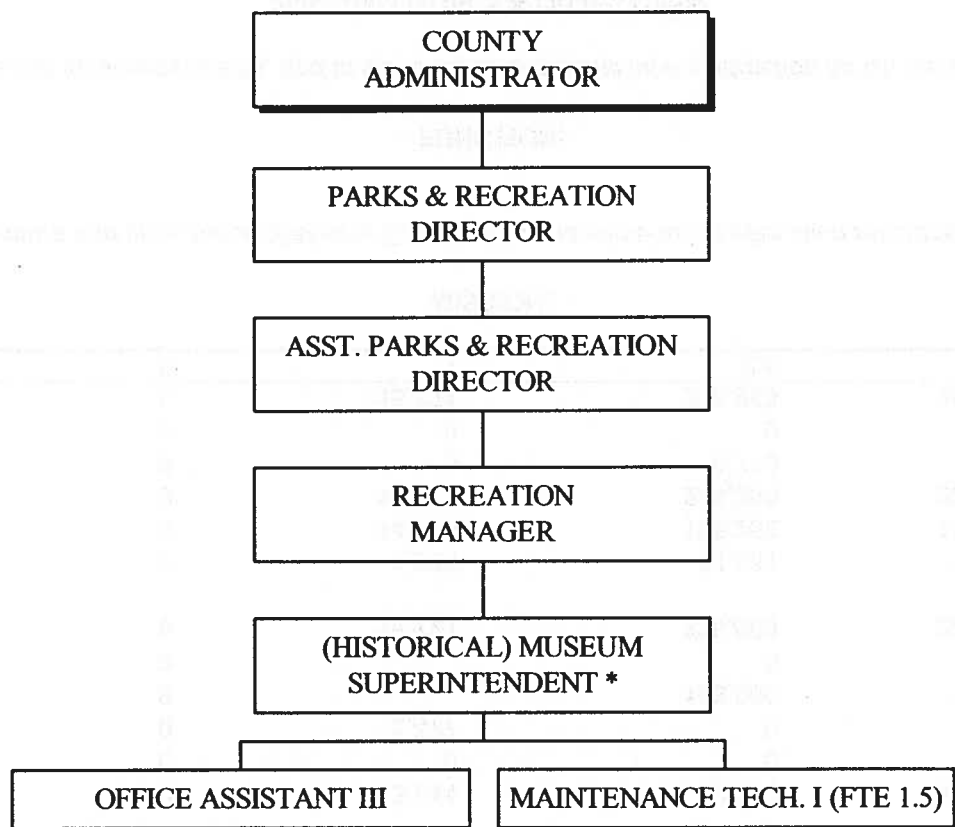 COUNTY
ADMINISTRATOR
PARKS & RECREATION
DIRECTOR
ASST. PARKS & RECREATION
DIRECTOR
RECREATION
MANAGER
(HISTORICAL) MUSEUM
SUPERINTENDENT *
OFFICE ASSISTANT III
MAINTENANCE TECH. I (FTE 1.5)